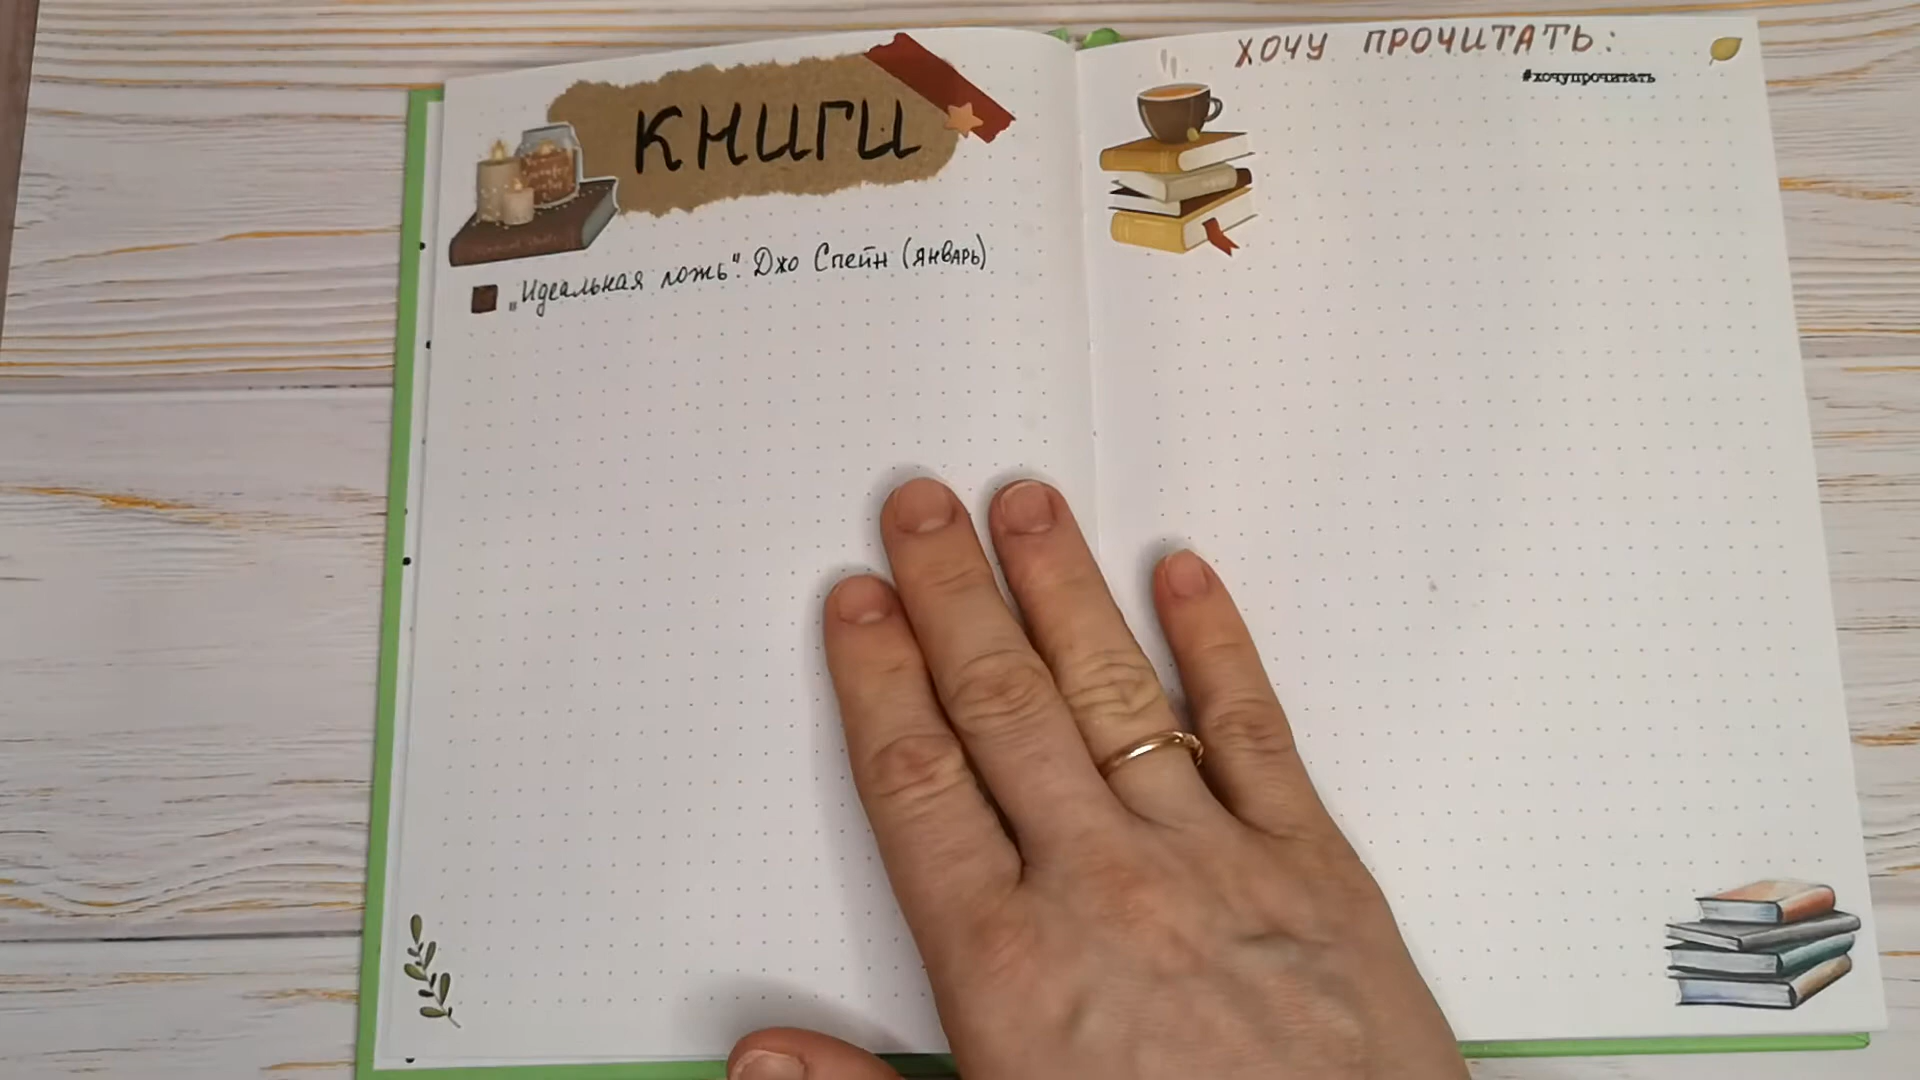 КНИГИ
„Идеальная ложь". Джо Спейн (январь)
ХОЧУ ПРОЧИТАТЬ:
#хочупрочитать